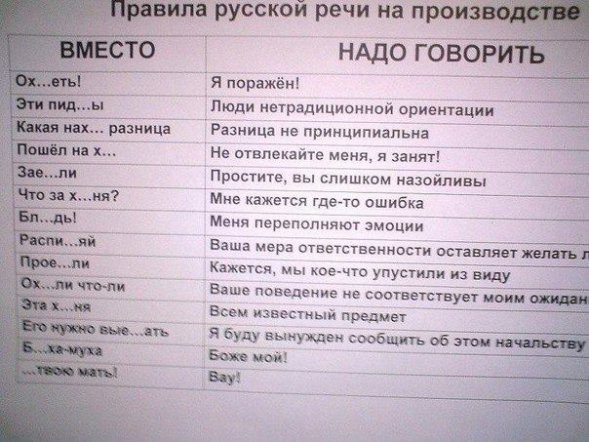 Правила русской речи на производстве
ВМЕСТО НАДО ГОВОРИТЬ
Ох...еть! Я поражён!
Эти пид...ы Люди нетрадиционной ориентации
Какая нах... разница Разница не принципиальна
Пошёл на х... Не отвлекайте меня, я занят!
Зае...ли Простите, вы слишком назойливы
Что за х...ня? Мне кажется где-то ошибка
Бл...дь! Меня переполняют эмоции
Распи...яй Ваша мера ответственности оставляет желать
Прое...ли Кажется, мы кое-что упустили из виду
Ох...ли что-ли Ваше поведение не соответствует моим
Эта х...ня Всем известный предмет
Его нужно вые...ать Я буду вынужден сообщить об этом начальству
Б...ха-муха Боже мой!
...твою мать! Вау!